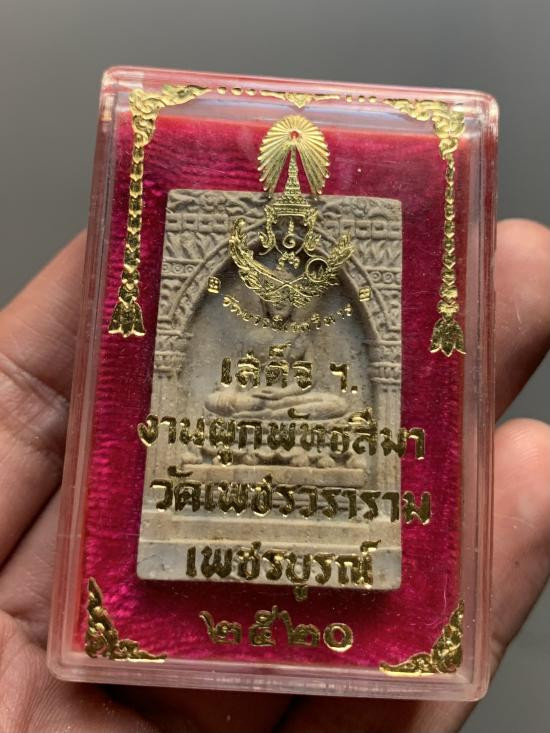 เสด็จ ฯ.
งานผูกพัทธสีมา
วัดเพชรวราราม
เพชรบูรณ์
๒๕๒๐